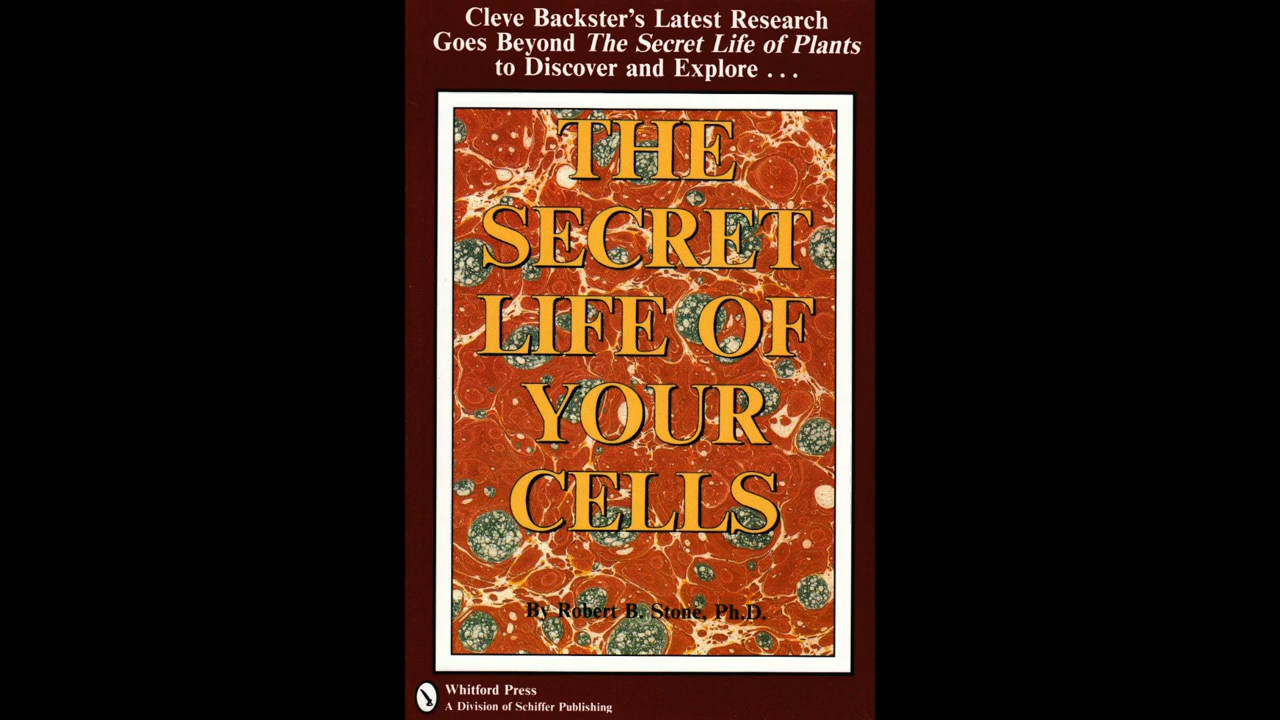 Cleve Backster's Latest Research
Goes Beyond The Secret Life of Plants
to Discover and Explore . . .
THE
SECRET
LIFE OF
YOUR
CELLS
By Robert B. Stone, Ph.D.
Whitford Press
A Division of Schiffer Publishing